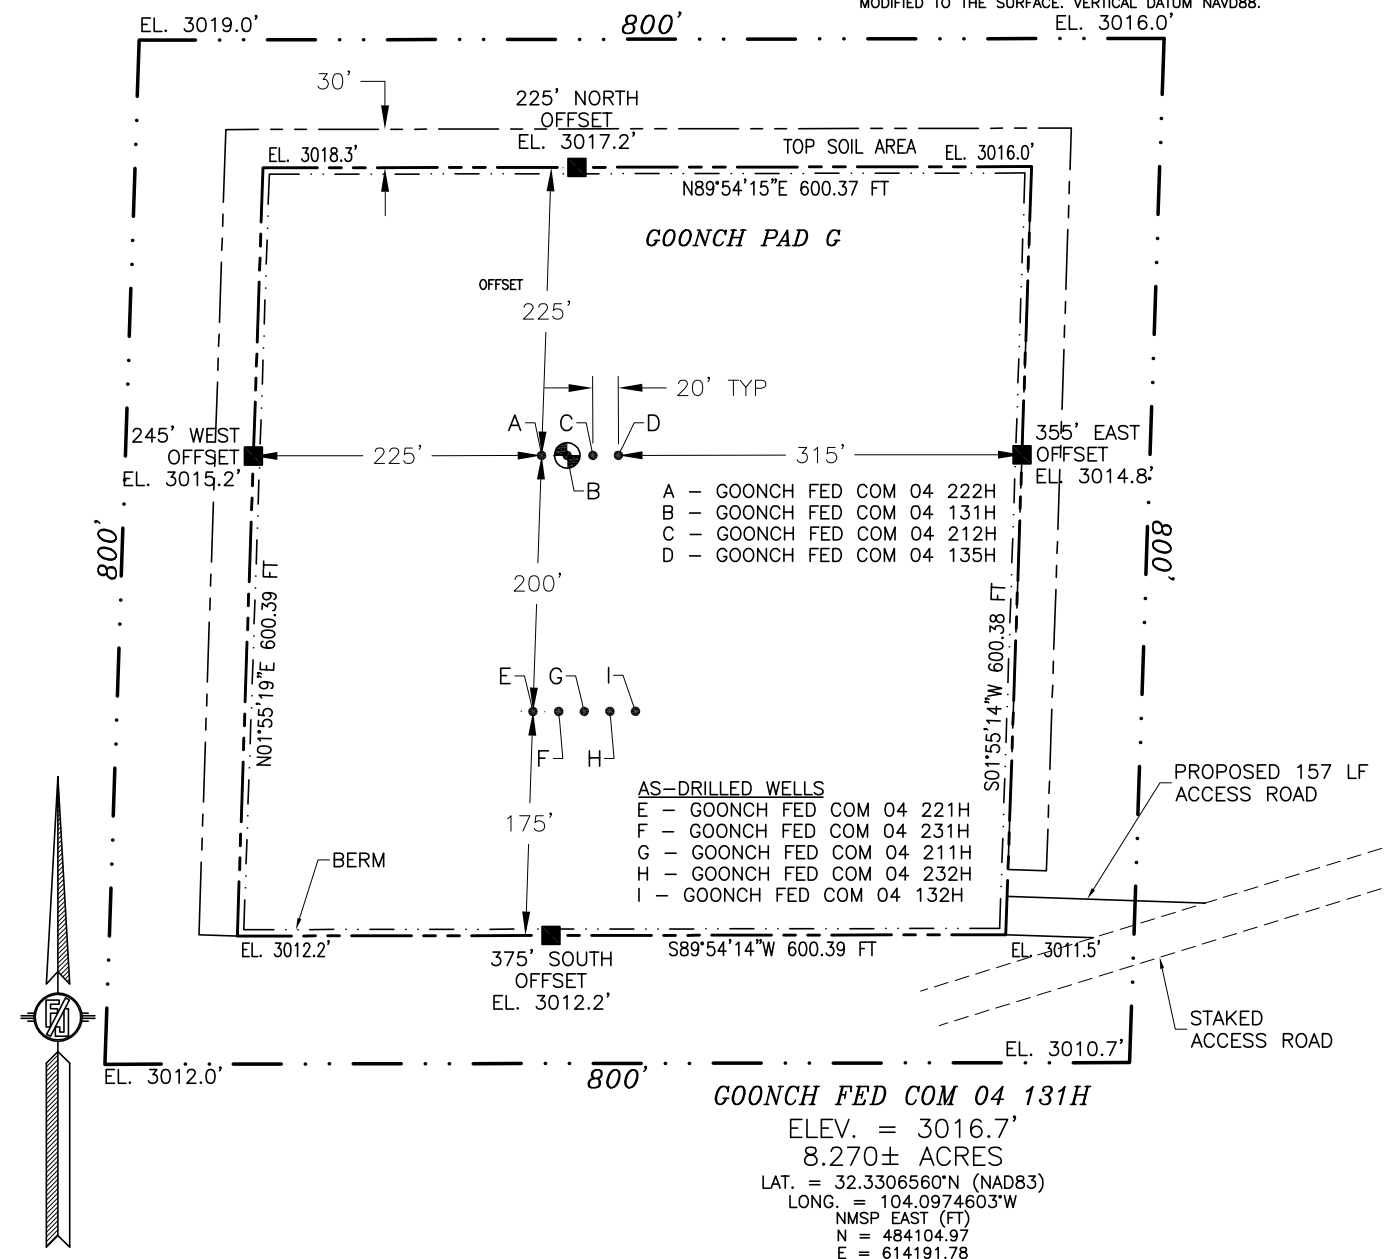 MODIFIED TO THE SURFACE. VERTICAL DATUM NAVD88.
EL. 3019.0'
800'
EL. 3016.0'
30'
225' NORTH
OFFSET
EL. 3017.2'
EL. 3018.3'
TOP SOIL AREA
EL. 3016.0'
N89°54'15"E 600.37 FT
GOONCH PAD G
OFFSET
225'
20' TYP
A
C
D
245' WEST
OFFSET
EL. 3015.2'
225'
315'
355' EAST
OFFSET
EL. 3014.8'
B
A – GOONCH FED COM 04 222H
B – GOONCH FED COM 04 131H
C – GOONCH FED COM 04 212H
D – GOONCH FED COM 04 135H
800'
800'
200'
N01°55'19"E 600.39 FT
S01°55'14"W 600.38 FT
E
G
I
F
H
AS–DRILLED WELLS
E – GOONCH FED COM 04 221H
F – GOONCH FED COM 04 231H
G – GOONCH FED COM 04 211H
H – GOONCH FED COM 04 232H
I – GOONCH FED COM 04 132H
175'
PROPOSED 157 LF
ACCESS ROAD
BERM
EL. 3012.2'
375' SOUTH
OFFSET
EL. 3012.2'
S89°54'14"W 600.39 FT
EL. 3011.5'
STAKED
ACCESS ROAD
FJ
EL. 3012.0'
800'
EL. 3010.7'
GOONCH FED COM 04 131H
ELEV. = 3016.7'
8.270± ACRES
LAT. = 32.3306560°N (NAD83)
LONG. = 104.0974603°W
NMSP EAST (FT)
N = 484104.97
E = 614191.78